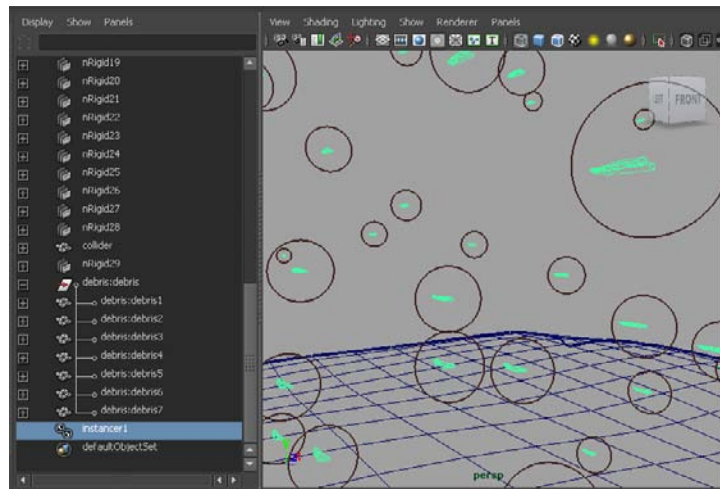 Display Show Panels
View Shading Lighting Show Renderer Panels
nRigid19
nRigid20
nRigid21
nRigid22
nRigid23
nRigid24
nRigid25
nRigid26
nRigid27
nRigid28
collider
nRigid29
debris:debris
debris:debris1
debris:debris2
debris:debris3
debris:debris4
debris:debris5
debris:debris6
debris:debris7
instancer1
defaultObjectSet
FRONT
persp